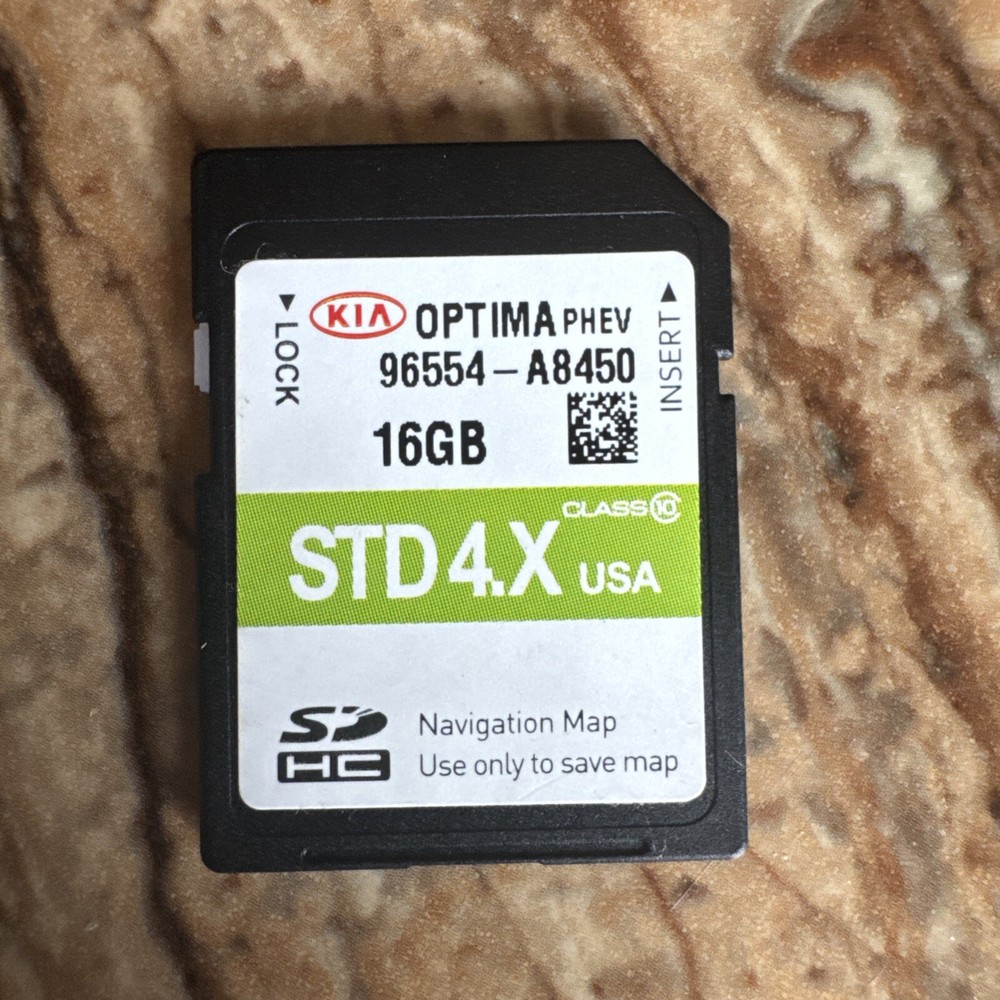 KIA OPTIMA PHEV
96554-A8450
16GB
▲ LOCK
INSERT ▲
CLASS 10
STD 4.X USA
SD HC
Navigation Map
Use only to save map